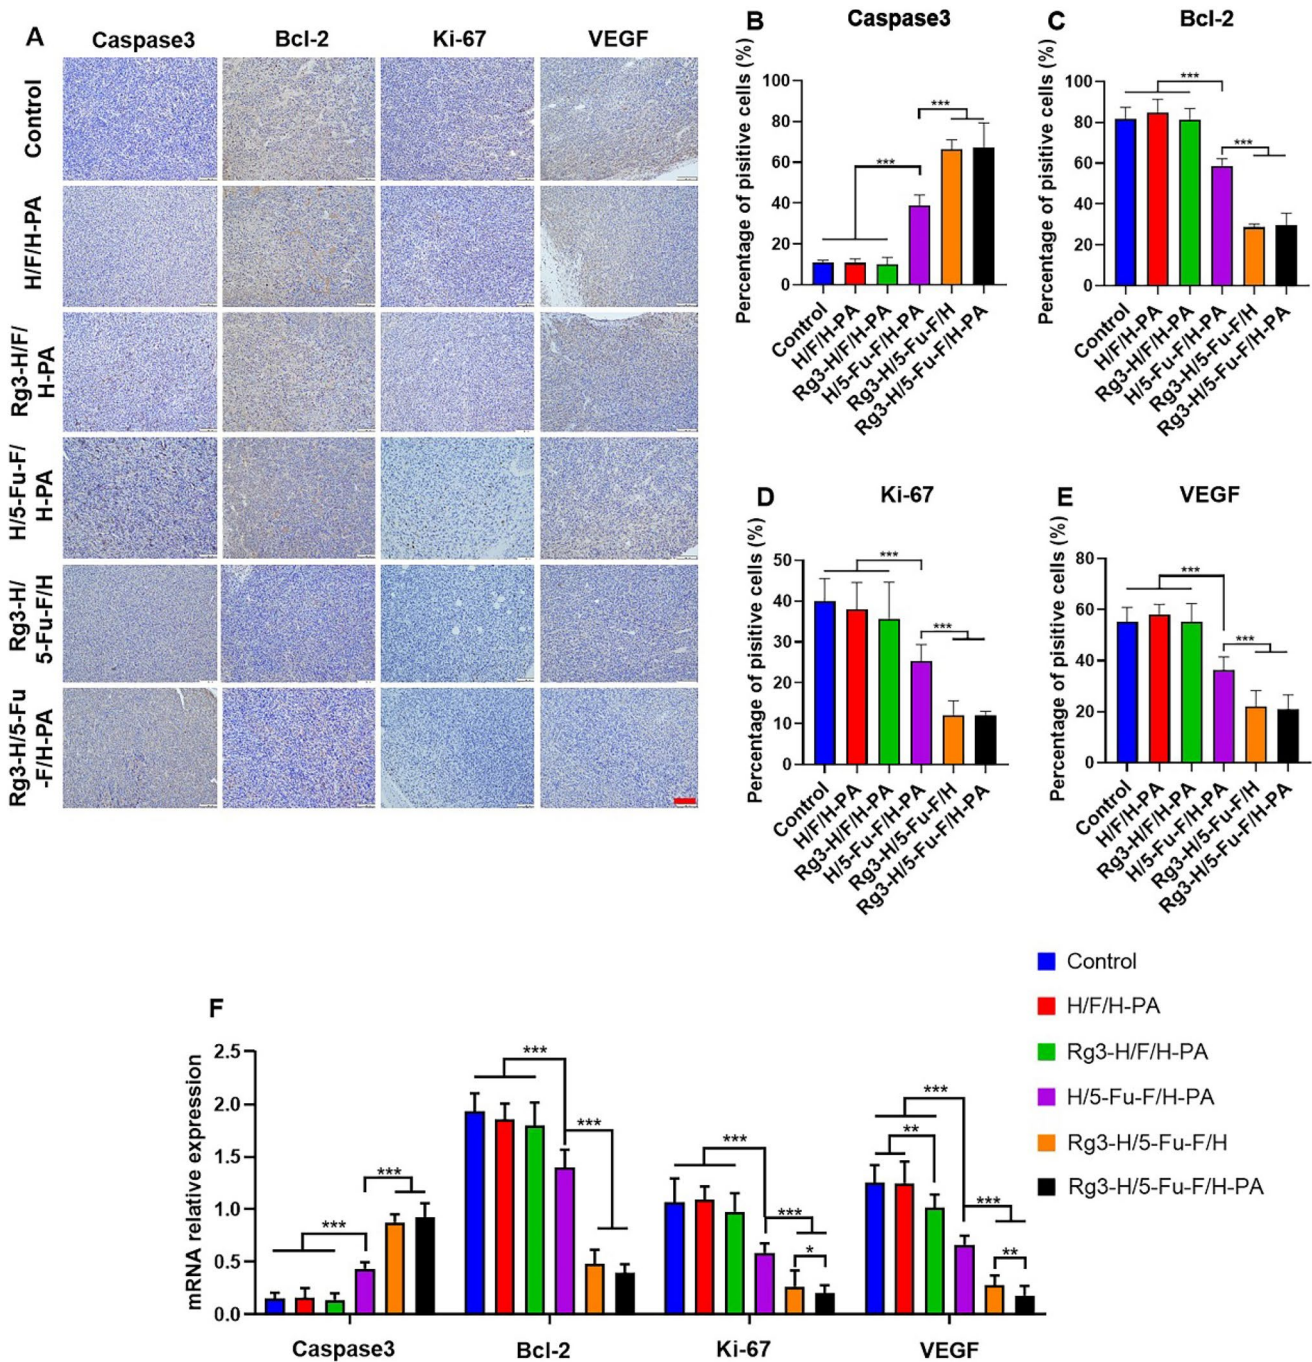 A
Caspase3 Bcl-2 Ki-67 VEGF
Control
H/F/H-PA
Rg3-H/F/
H-PA
H/5-Fu-F/
H-PA
Rg3-H/
5-Fu-F/H
Rg3-H/5-Fu
-F/H-PA
B
Caspase3
Percentage of pisitive cells (%)
100
80
60
40
20
0
***
***
Control
H/F/H-PA
Rg3-H/F/H-PA
H/5-Fu-F/H-PA
Rg3-H/5-Fu-F/H
Rg3-H/5-Fu-F/H-PA
C
Bcl-2
Percentage of pisitive cells (%)
100
80
60
40
20
0
***
***
Control
H/F/H-PA
Rg3-H/F/H-PA
H/5-Fu-F/H-PA
Rg3-H/5-Fu-F/H
Rg3-H/5-Fu-F/H-PA
D
Ki-67
Percentage of pisitive cells (%)
50
40
30
20
10
0
***
***
Control
H/F/H-PA
Rg3-H/F/H-PA
H/5-Fu-F/H-PA
Rg3-H/5-Fu-F/H
Rg3-H/5-Fu-F/H-PA
E
VEGF
Percentage of pisitive cells (%)
80
60
40
20
0
***
***
Control
H/F/H-PA
Rg3-H/F/H-PA
H/5-Fu-F/H-PA
Rg3-H/5-Fu-F/H
Rg3-H/5-Fu-F/H-PA
F
mRNA relative expression
2.5
2.0
1.5
1.0
0.5
0.0
***
***
***
***
***
***
*
***
**
***
**
Caspase3 Bcl-2 Ki-67 VEGF
Control
H/F/H-PA
Rg3-H/F/H-PA
H/5-Fu-F/H-PA
Rg3-H/5-Fu-F/H
Rg3-H/5-Fu-F/H-PA